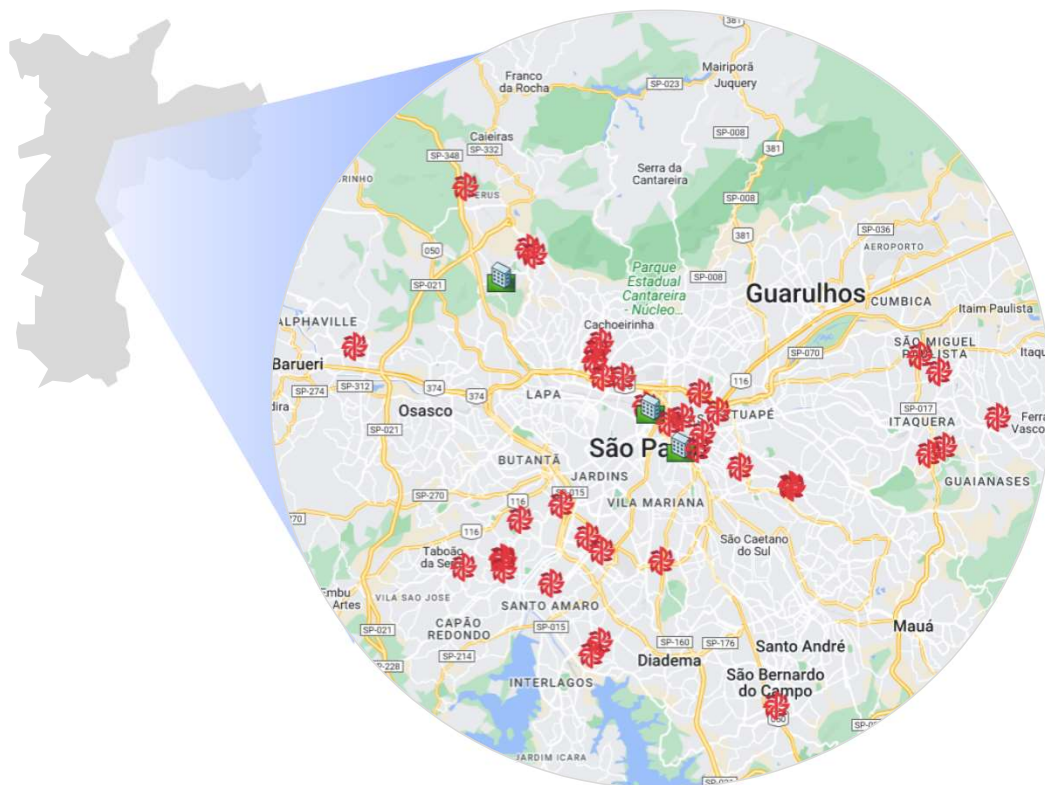 381
Franco
da Rocha
SP-023
Mairiporã
Juquery
SP-008
Caieiras
SP-332
SP-348
381
Serra da
Cantareira
SP-008
SP-036
381
AEROPORTO
050
SP-021
Parque
Estadual
Cantareira
- Núcleo...
SP-008
Guarulhos
CUMBICA
Itaim Paulista
ALPHAVILLE
Cachoeirinha
SÃO MIGUEL
Barueri
SP-070
SP-312
SP-274
374
374
116
LAPA
Osasco
SP-017
ITAQUERA
SP-021
São Pa
BUTANTÃ
JARDINS
GUAIANASES
SP-015
SP-270
116
VILA MARIANA
116
São Caetano
do Sul
Taboão
da Se
VILA SAO JOSE
SANTO AMARO
CAPÃO
REDONDO
SP-015
SP-021
SP-214
SP-160
SP-176
Mauá
Santo André
Diadema
São Bernardo
do Campo
INTERLAGOS
JARDIM ICARA